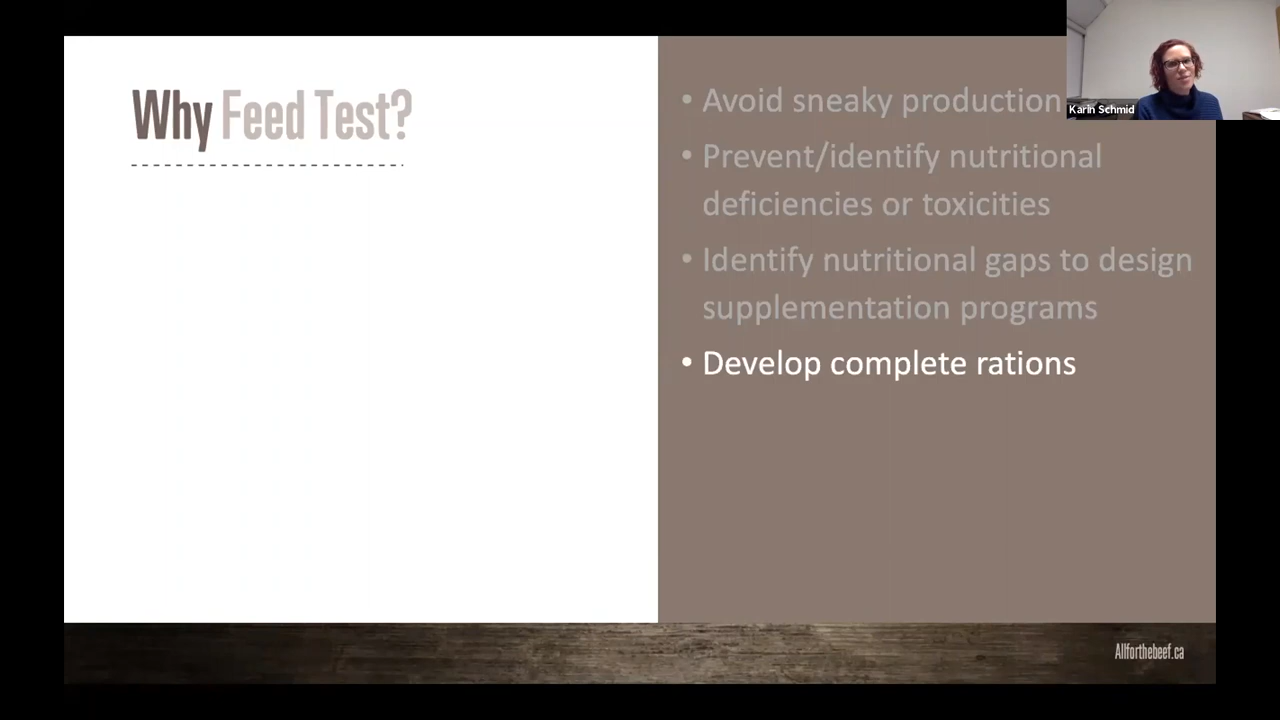 Why Feed Test?
• Avoid sneaky production
• Prevent/identify nutritional
deficiencies or toxicities
• Identify nutritional gaps to design
supplementation programs
• Develop complete rations
Karin Schmid
Allforthebeef.ca